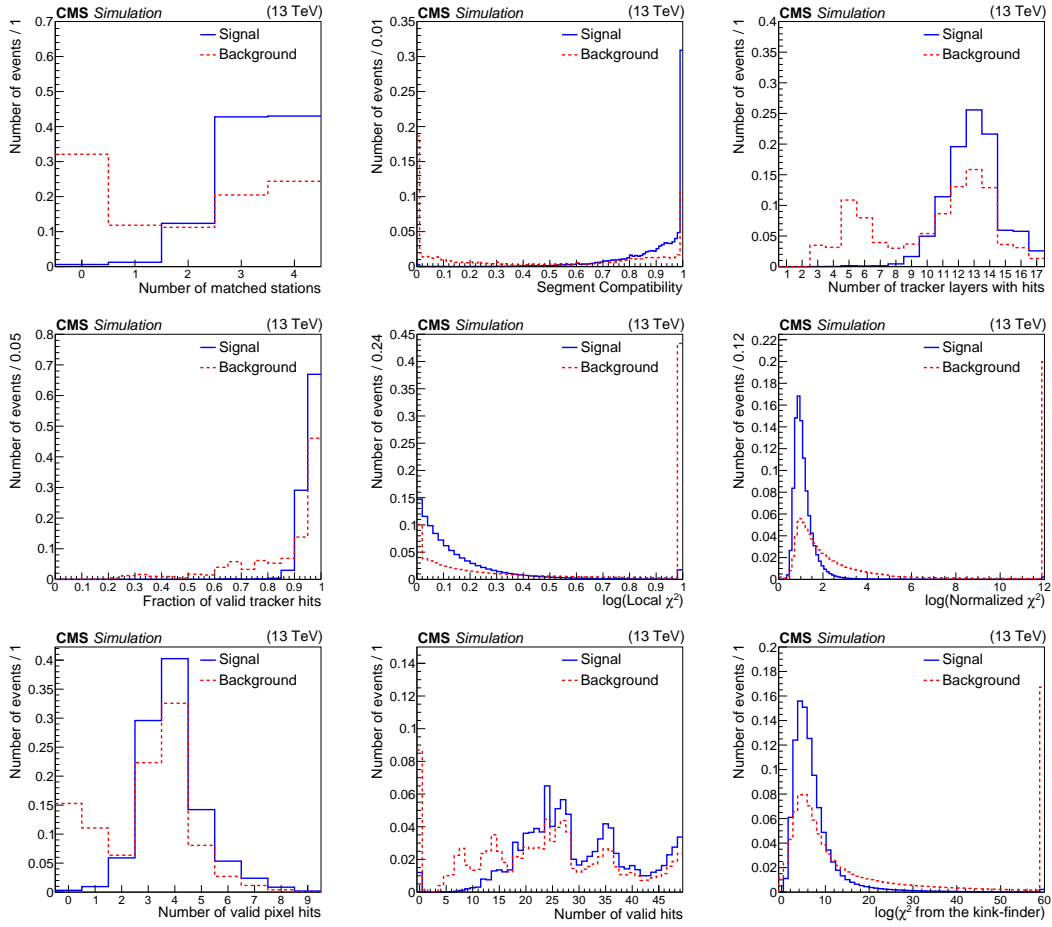 CMS Simulation (13 TeV)
Number of events / 1
0.7
0.6
0.5
0.4
0.3
0.2
0.1
0
Signal
Background
0 1 2 3 4
Number of matched stations
CMS Simulation (13 TeV)
Number of events / 0.01
0.35
0.3
0.25
0.2
0.15
0.1
0.05
0
Signal
Background
0 0.1 0.2 0.3 0.4 0.5 0.6 0.7 0.8 0.9 1
Segment Compatibility
CMS Simulation (13 TeV)
Number of events / 1
0.4
0.35
0.3
0.25
0.2
0.15
0.1
0.05
0
Signal
Background
1 2 3 4 5 6 7 8 9 10 11 12 13 14 15 16 17
Number of tracker layers with hits
CMS Simulation (13 TeV)
Number of events / 0.05
0.8
0.7
0.6
0.5
0.4
0.3
0.2
0.1
0
Signal
Background
0 0.1 0.2 0.3 0.4 0.5 0.6 0.7 0.8 0.9 1
Fraction of valid tracker hits
CMS Simulation (13 TeV)
Number of events / 0.24
0.45
0.4
0.35
0.3
0.25
0.2
0.15
0.1
0.05
0
Signal
Background
0 0.1 0.2 0.3 0.4 0.5 0.6 0.7 0.8 0.9 1
log(Local χ²)
CMS Simulation (13 TeV)
Number of events / 0.12
0.22
0.2
0.18
0.16
0.14
0.12
0.1
0.08
0.06
0.04
0.02
0
Signal
Background
0 2 4 6 8 10 12
log(Normalized χ²)
CMS Simulation (13 TeV)
Number of events / 1
0.4
0.35
0.3
0.25
0.2
0.15
0.1
0.05
0
Signal
Background
0 1 2 3 4 5 6 7 8 9
Number of valid pixel hits
CMS Simulation (13 TeV)
Number of events / 1
0.14
0.12
0.1
0.08
0.06
0.04
0.02
0
Signal
Background
0 5 10 15 20 25 30 35 40 45
Number of valid hits
CMS Simulation (13 TeV)
Number of events / 1
0.2
0.18
0.16
0.14
0.12
0.1
0.08
0.06
0.04
0.02
Signal
Background
0 10 20 30 40 50 60
log(χ² from the kink-finder)